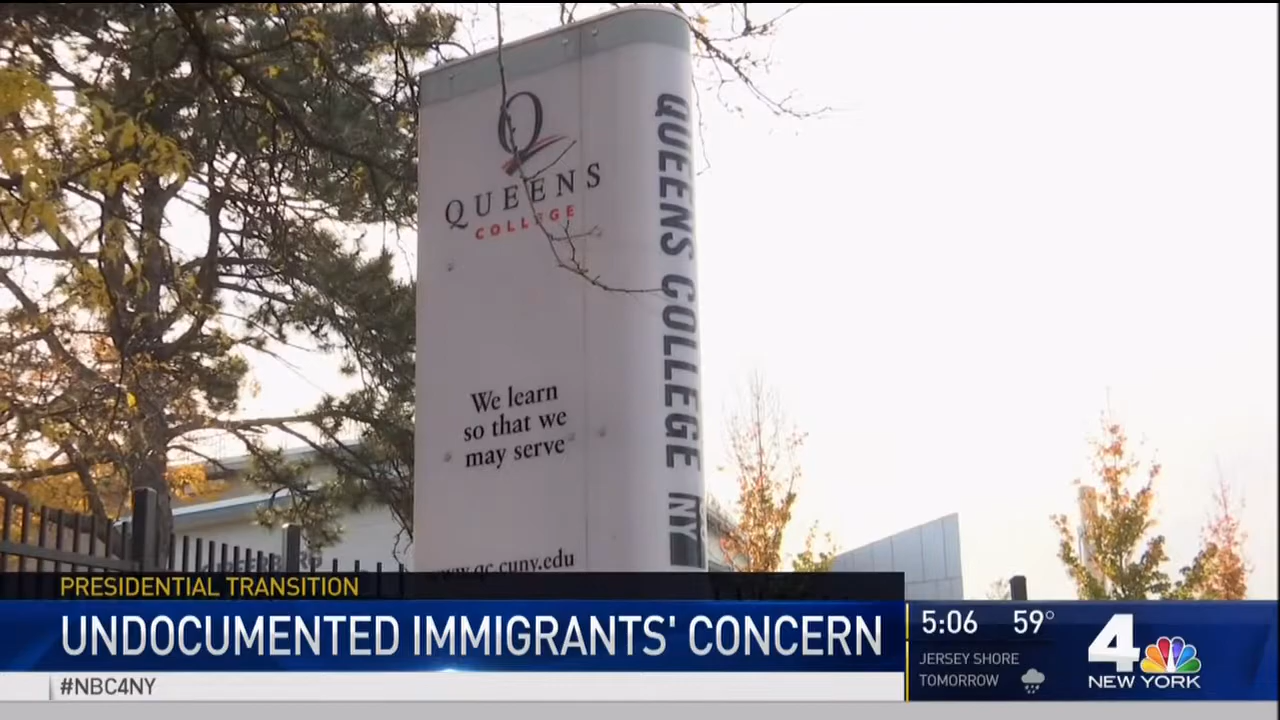 Q
QUEENS
COLLEGE
QUEENS COLLEGE NY
We learn
so that we
may serve
www.qc.cuny.edu
PRESIDENTIAL TRANSITION
UNDOCUMENTED IMMIGRANTS' CONCERN
#NBC4NY
5:06 59°
JERSEY SHORE
TOMORROW
4
NEW YORK